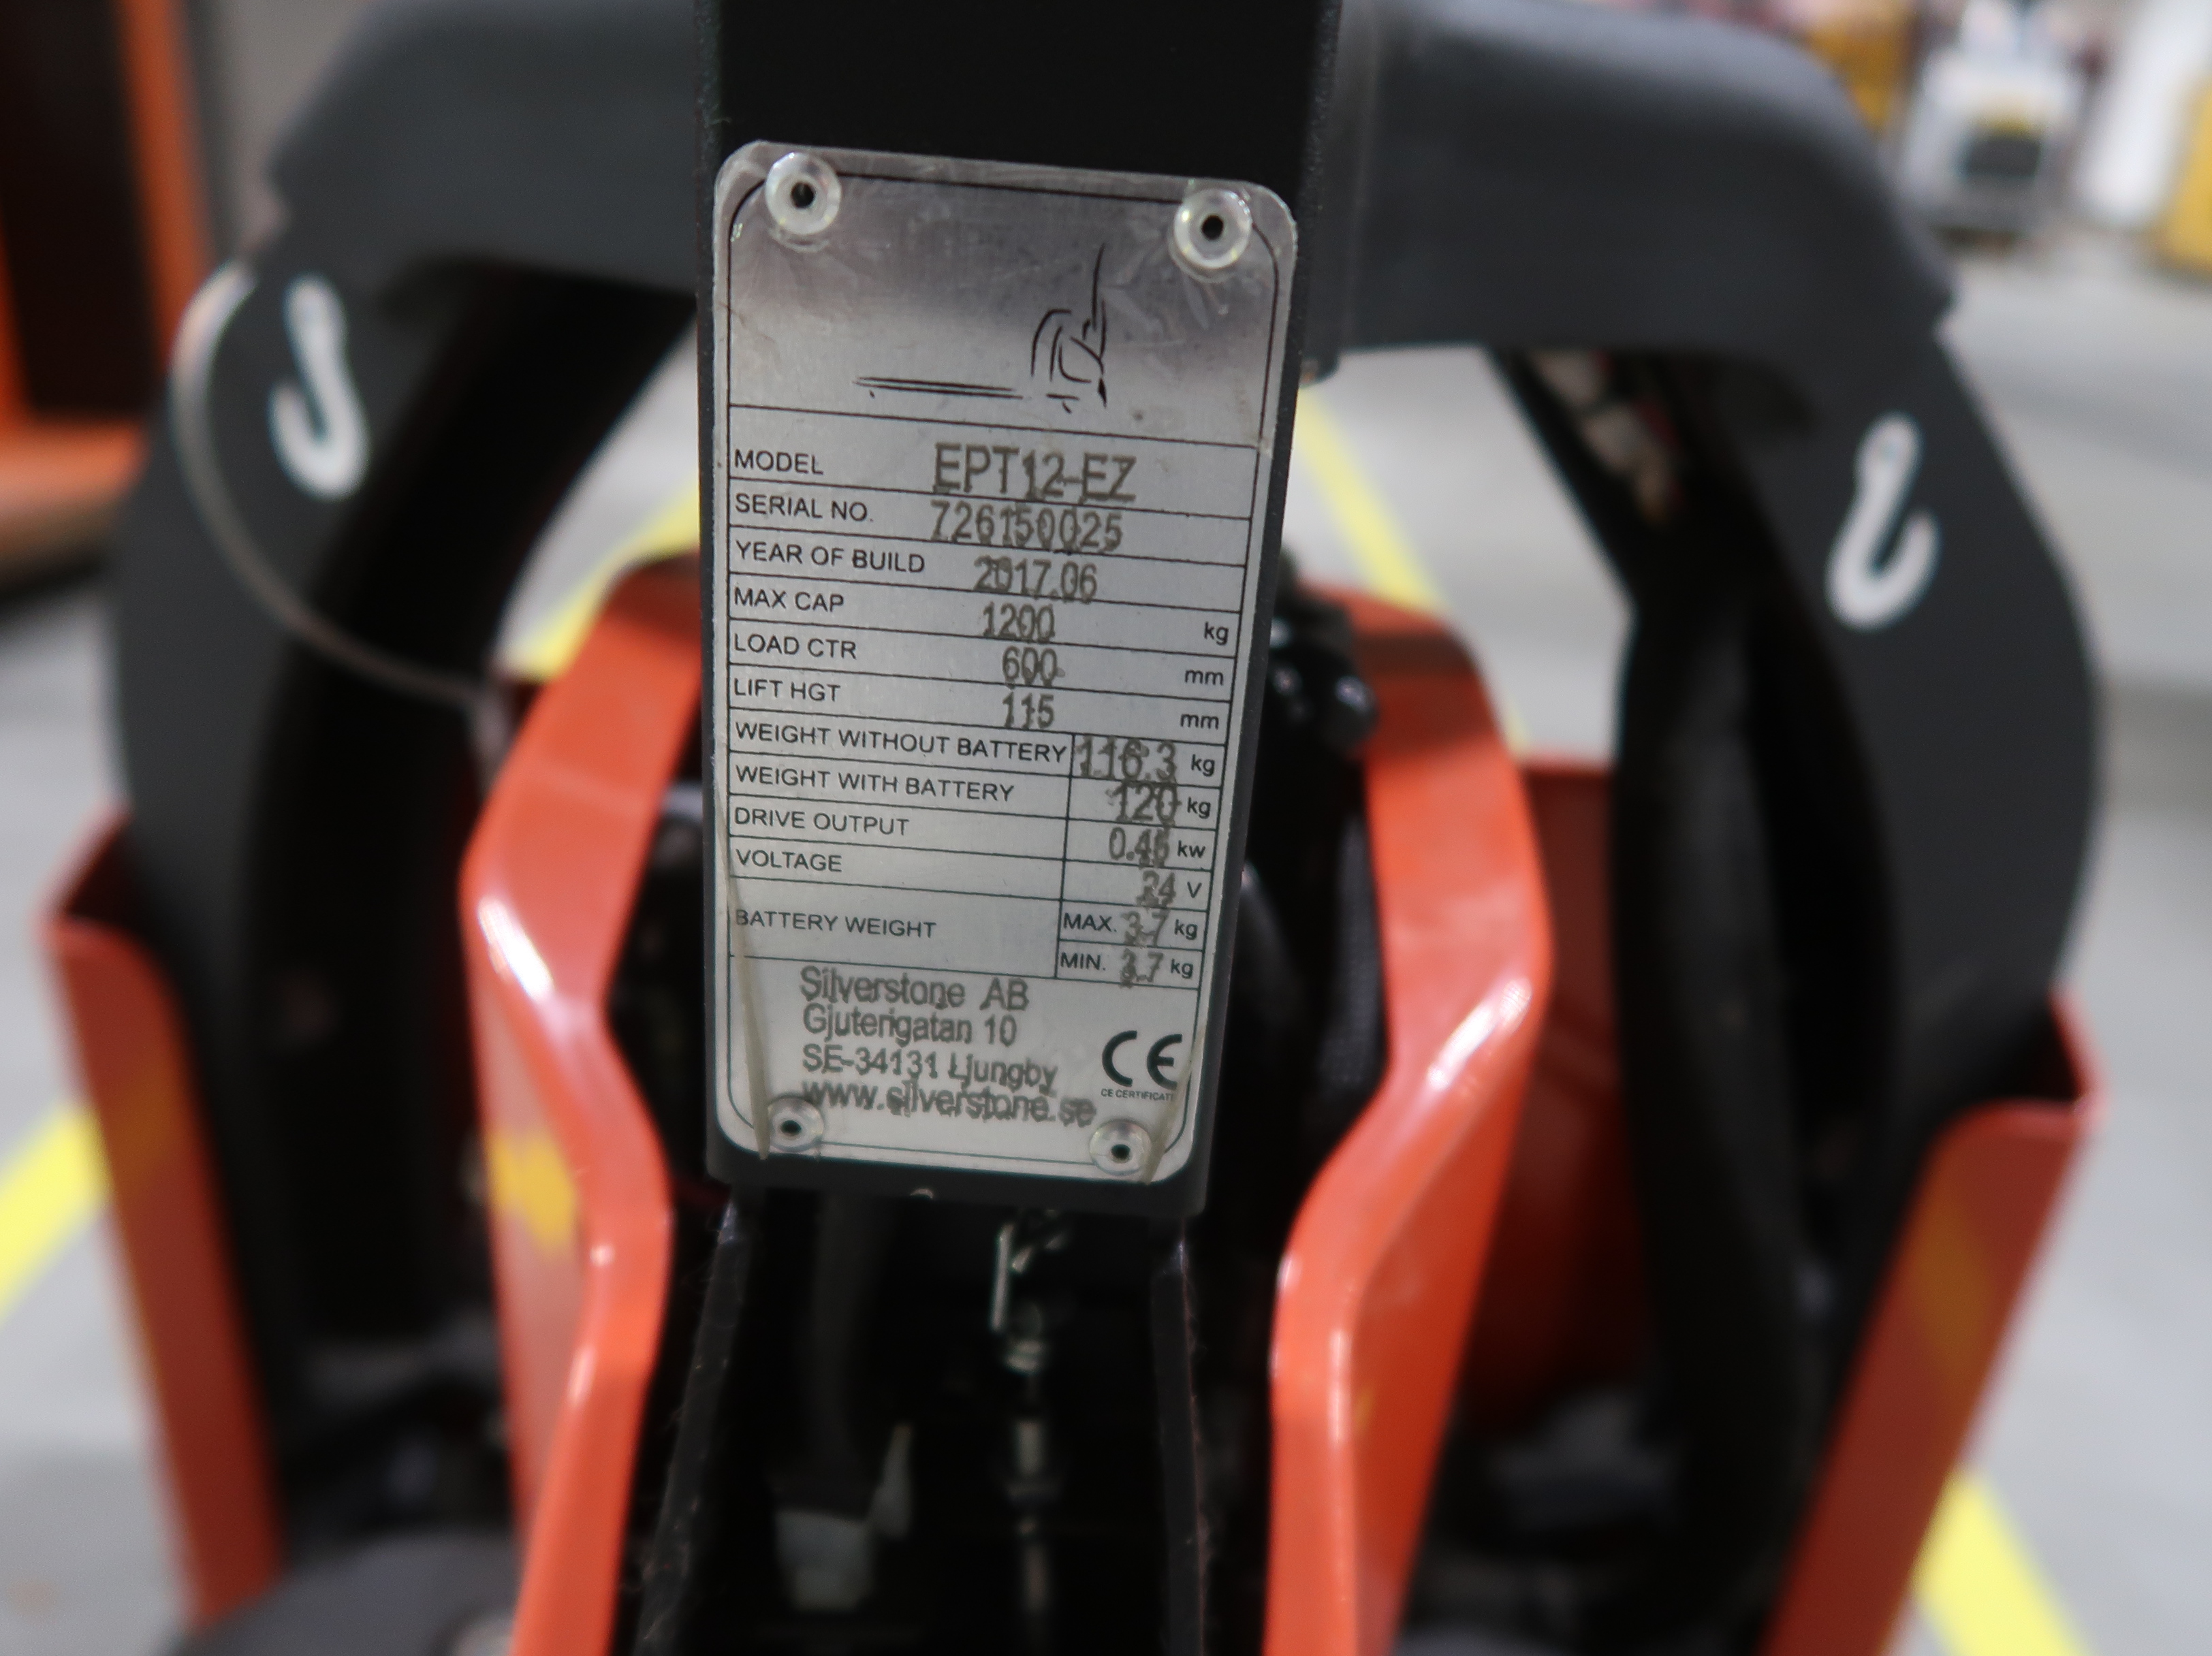 MODEL EPT12-EZ
SERIAL NO. 726150025
YEAR OF BUILD 2017.06
MAX CAP 1200 kg
LOAD CTR 600 mm
LIFT HGT 115 mm
WEIGHT WITHOUT BATTERY 116.3 kg
WEIGHT WITH BATTERY 120 kg
DRIVE OUTPUT 0.45 kw
VOLTAGE 24 V
BATTERY WEIGHT MAX. 3.7 kg
MIN. 3.7 kg
Silverstone AB
Gjuterigatan 10
SE-34131 Ljungby
www.silverstone.se
CE
CE CERTIFICAT